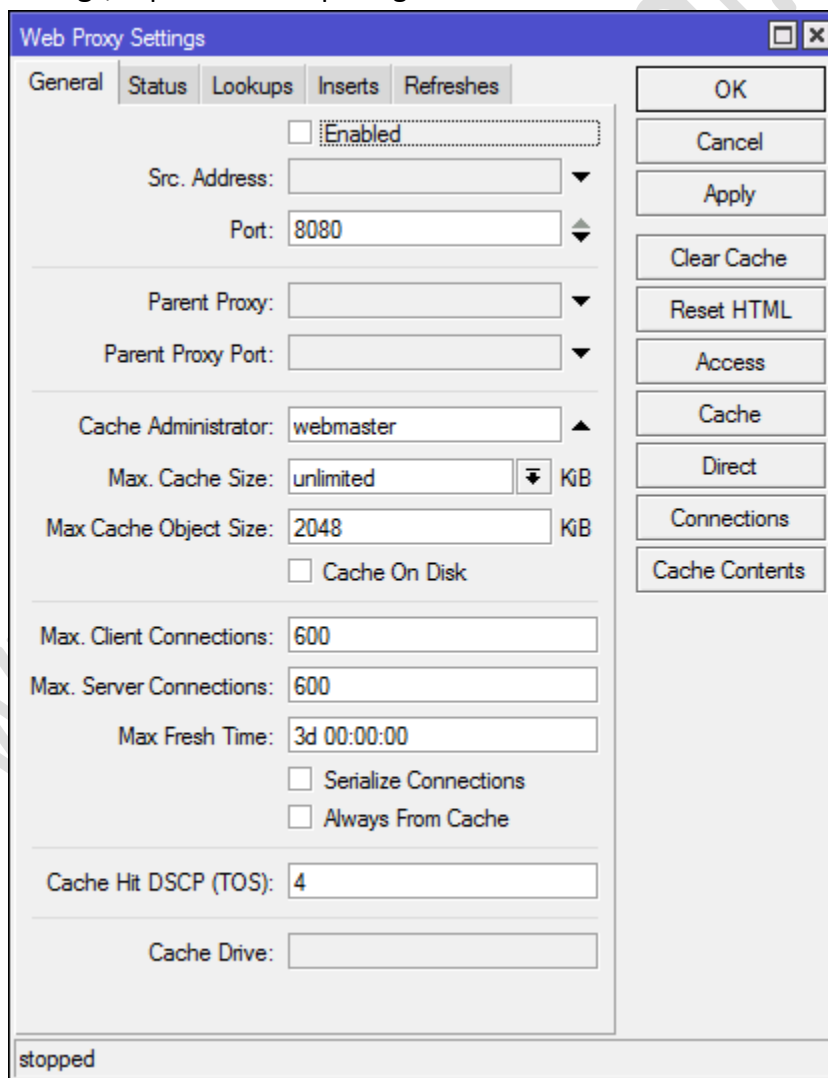 Web Proxy Settings
General Status Lookups Inserts Refreshes
Enabled
Src. Address:
Port: 8080
Parent Proxy:
Parent Proxy Port:
Cache Administrator: webmaster
Max. Cache Size: unlimited KiB
Max Cache Object Size: 2048 KiB
Cache On Disk
Max. Client Connections: 600
Max. Server Connections: 600
Max Fresh Time: 3d 00:00:00
Serialize Connections
Always From Cache
Cache Hit DSCP (TOS): 4
Cache Drive:
OK
Cancel
Apply
Clear Cache
Reset HTML
Access
Cache
Direct
Connections
Cache Contents
stopped